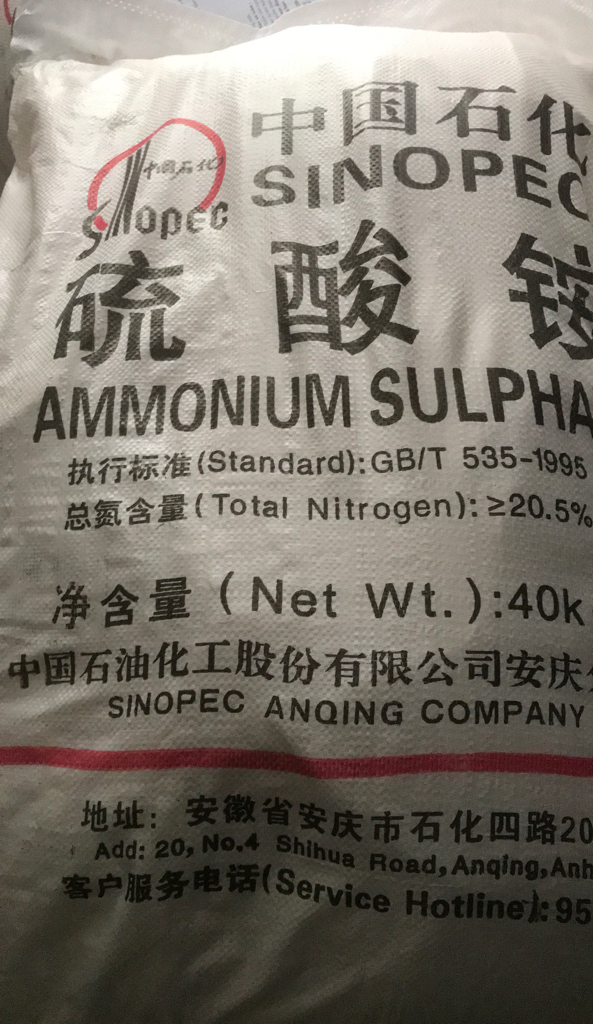 中国石化
SINOPEC
中国石化
Sinopec
硫 酸 铵
AMMONIUM SULPHA
执行标准(Standard):GB/T 535-1995
总氮含量(Total Nitrogen):≥20.5%
净含量(Net Wt.):40k
中国石油化工股份有限公司安庆分
SINOPEC ANQING COMPANY
地址：安徽省安庆市石化四路20
Add: 20, No.4 Shihua Road,Anqing,Anh
客户服务电话(Service Hotline):95